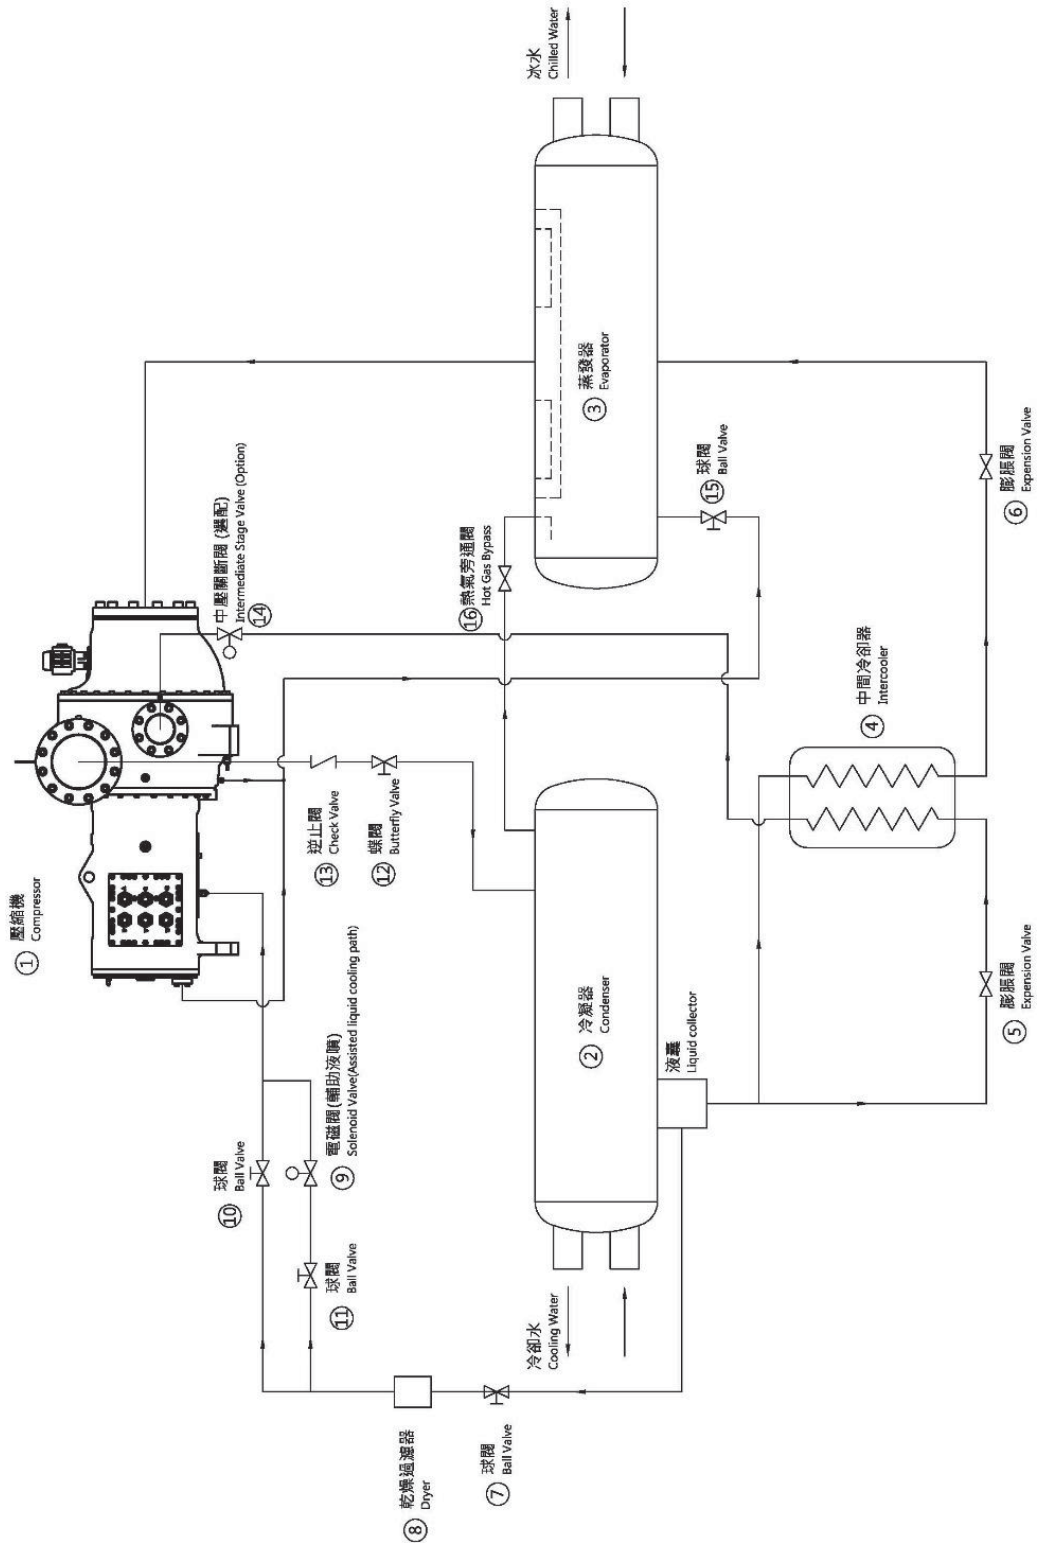 ① 壓縮機
Compressor
中壓關斷閥 (選配)
Intermediate Stage Valve (Option)
⑭
⑬ 逆止閥
Check Valve
⑫ 蝶閥
Butterfly Valve
⑩ 球閥
Ball Valve
⑨ 電磁閥(輔助液噴)
Solenoid Valve(Assisted liquid cooling path)
⑪ 球閥
Ball Valve
⑧ 乾燥過濾器
Dryer
⑦ 球閥
Ball Valve
冷卻水
Cooling Water
② 冷凝器
Condenser
液囊
Liquid collector
⑯ 熱氣旁通閥
Hot Gas Bypass
③ 蒸發器
Evaporator
冰水
Chilled Water
⑮ 球閥
Ball Valve
④ 中間冷卻器
Intercooler
⑤ 膨脹閥
Expension Valve
⑥ 膨脹閥
Expension Valve